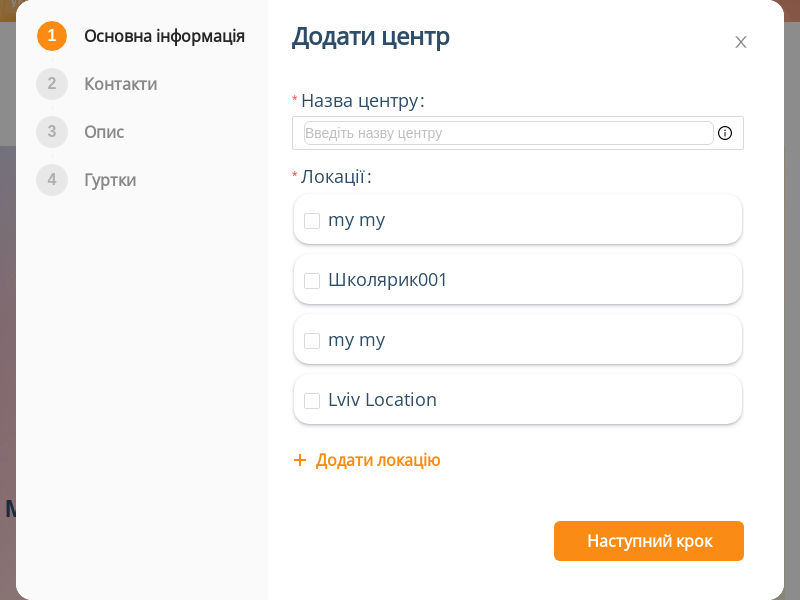 1 Основна інформація
2 Контакти
3 Опис
4 Гуртки
Додати центр
* Назва центру:
Введіть назву центру
* Локації:
my my
Школярик001
my my
Lviv Location
+ Додати локацію
Наступний крок